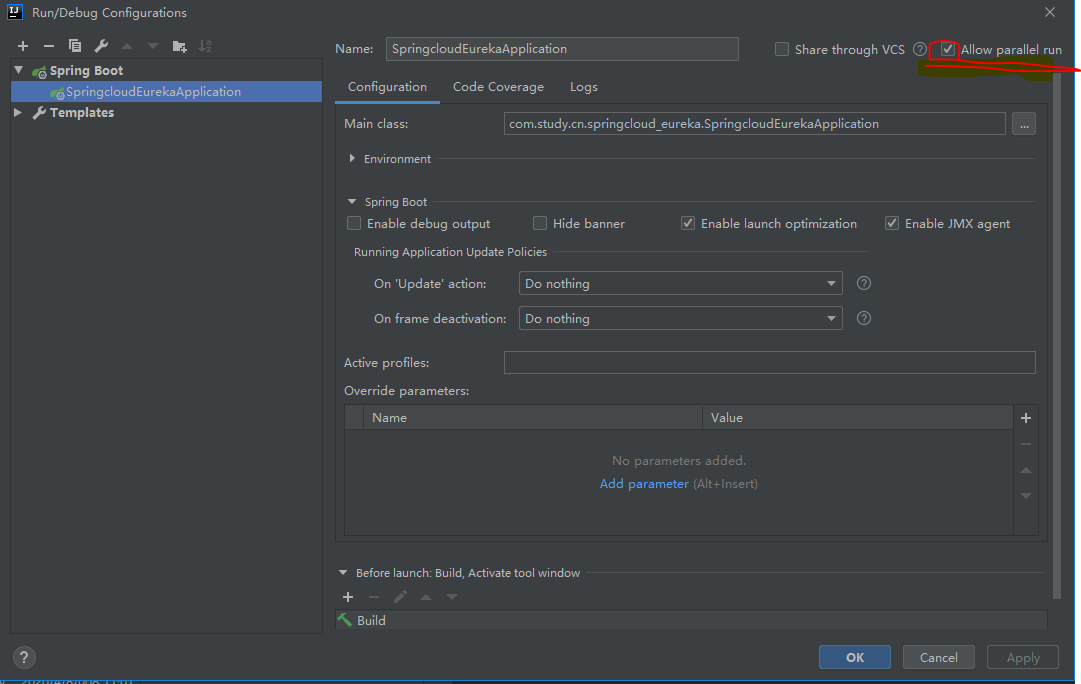 Run/Debug Configurations
Name: SpringcloudEurekaApplication Share through VCS ? Allow parallel run
Spring Boot
SpringcloudEurekaApplication
Templates
Configuration Code Coverage Logs
Main class: com.study.cn.springcloud_eureka.SpringcloudEurekaApplication ...
Environment
Spring Boot
Enable debug output Hide banner Enable launch optimization Enable JMX agent
Running Application Update Policies
On 'Update' action: Do nothing ?
On frame deactivation: Do nothing ?
Active profiles:
Override parameters:
Name Value
No parameters added.
Add parameter (Alt+Insert)
Before launch: Build, Activate tool window
Build
? OK Cancel Apply